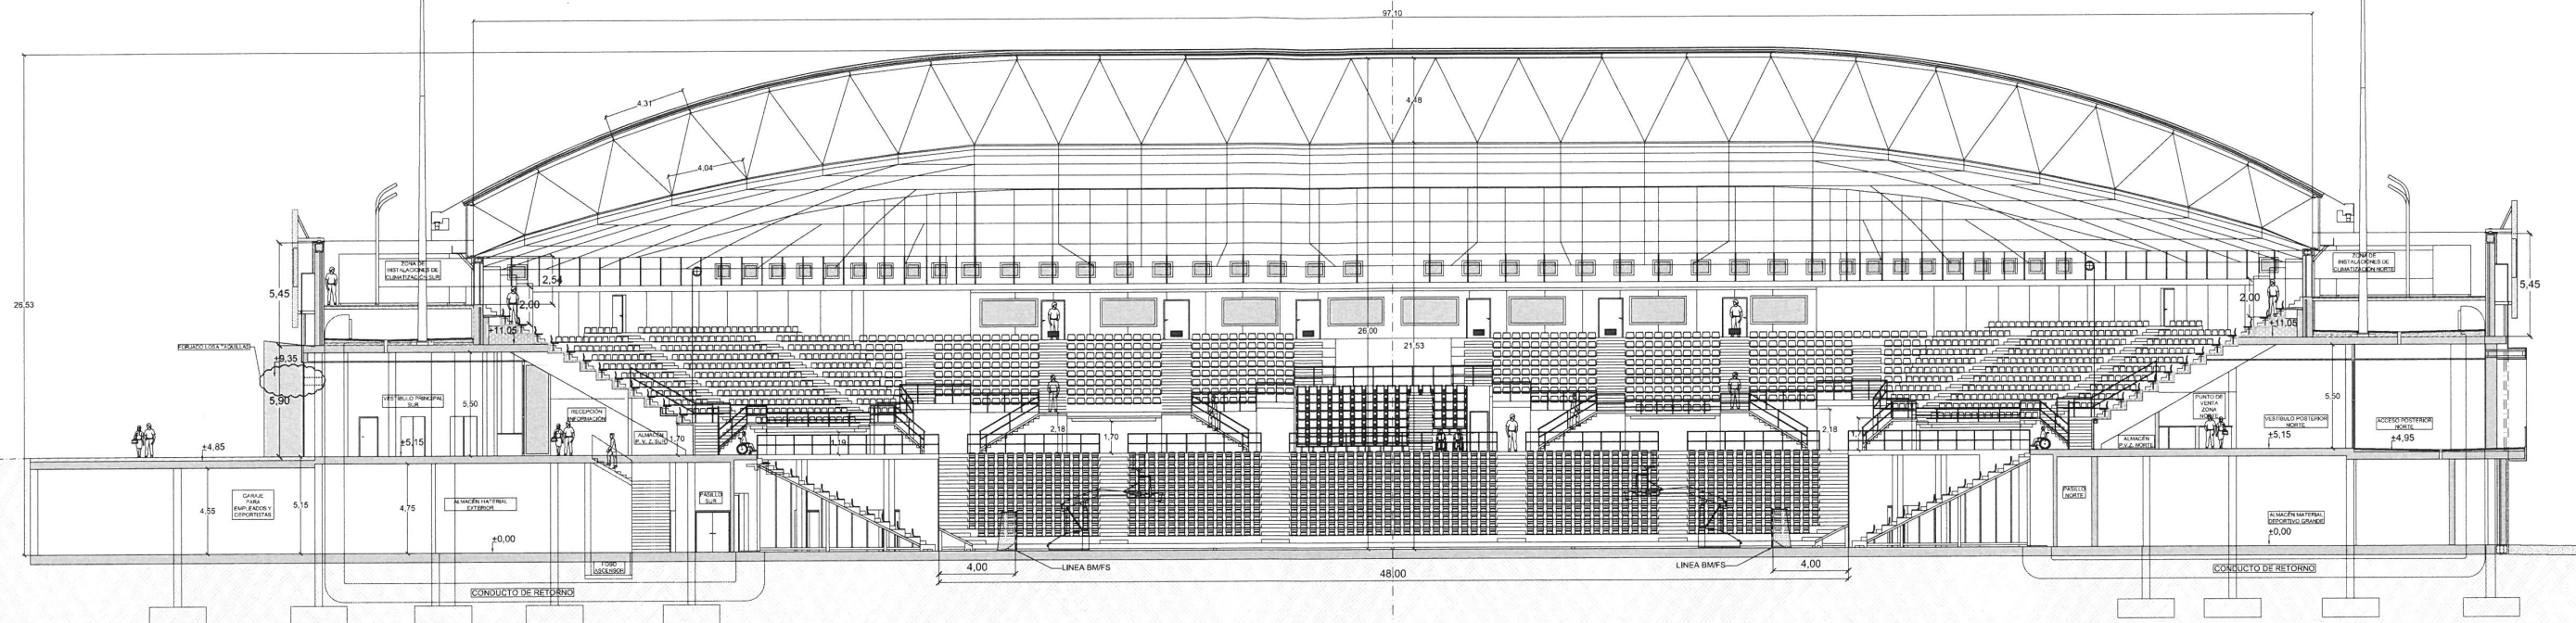 97,10
4,31
4,48
4,04
26,53
ZONA DE
INSTALACIONES DE
CLIMATIZACIÓN SUR
ZONA DE
INSTALACIONES DE
CLIMATIZACIÓN NORTE
5,45
2,54
2,00
2,00
5,45
+11,05
+11,05
26,00
21,53
FORJADO LOSA TAQUILLAS
+9,35
5,90
VESTIBULO PRINCIPAL
SUR
5,50
RECEPCIÓN
INFORMACIÓN
ALMACÉN
P.V.Z. SUR
1,70
1,19
2,18
1,70
2,18
PUNTO DE
VENTA
ZONA
NORTE
VESTIBULO POSTERIOR
NORTE
5,50
ACCESO POSTERIOR
NORTE
±4,85
±5,15
ALMACÉN
P.V.Z. NORTE
±5,15
±4,95
GARAJE
PARA
EMPLEADOS Y
DEPORTISTAS
5,15
4,75
ALMACÉN MATERIAL
EXTERIOR
PASILLO
SUR
PASILLO
NORTE
ALMACÉN MATERIAL
DEPORTIVO GRANDE
±0,00
±0,00
FOSO
ASCENSOR
4,00
LINEA BM/FS
LINEA BM/FS
4,00
48,00
CONDUCTO DE RETORNO
CONDUCTO DE RETORNO